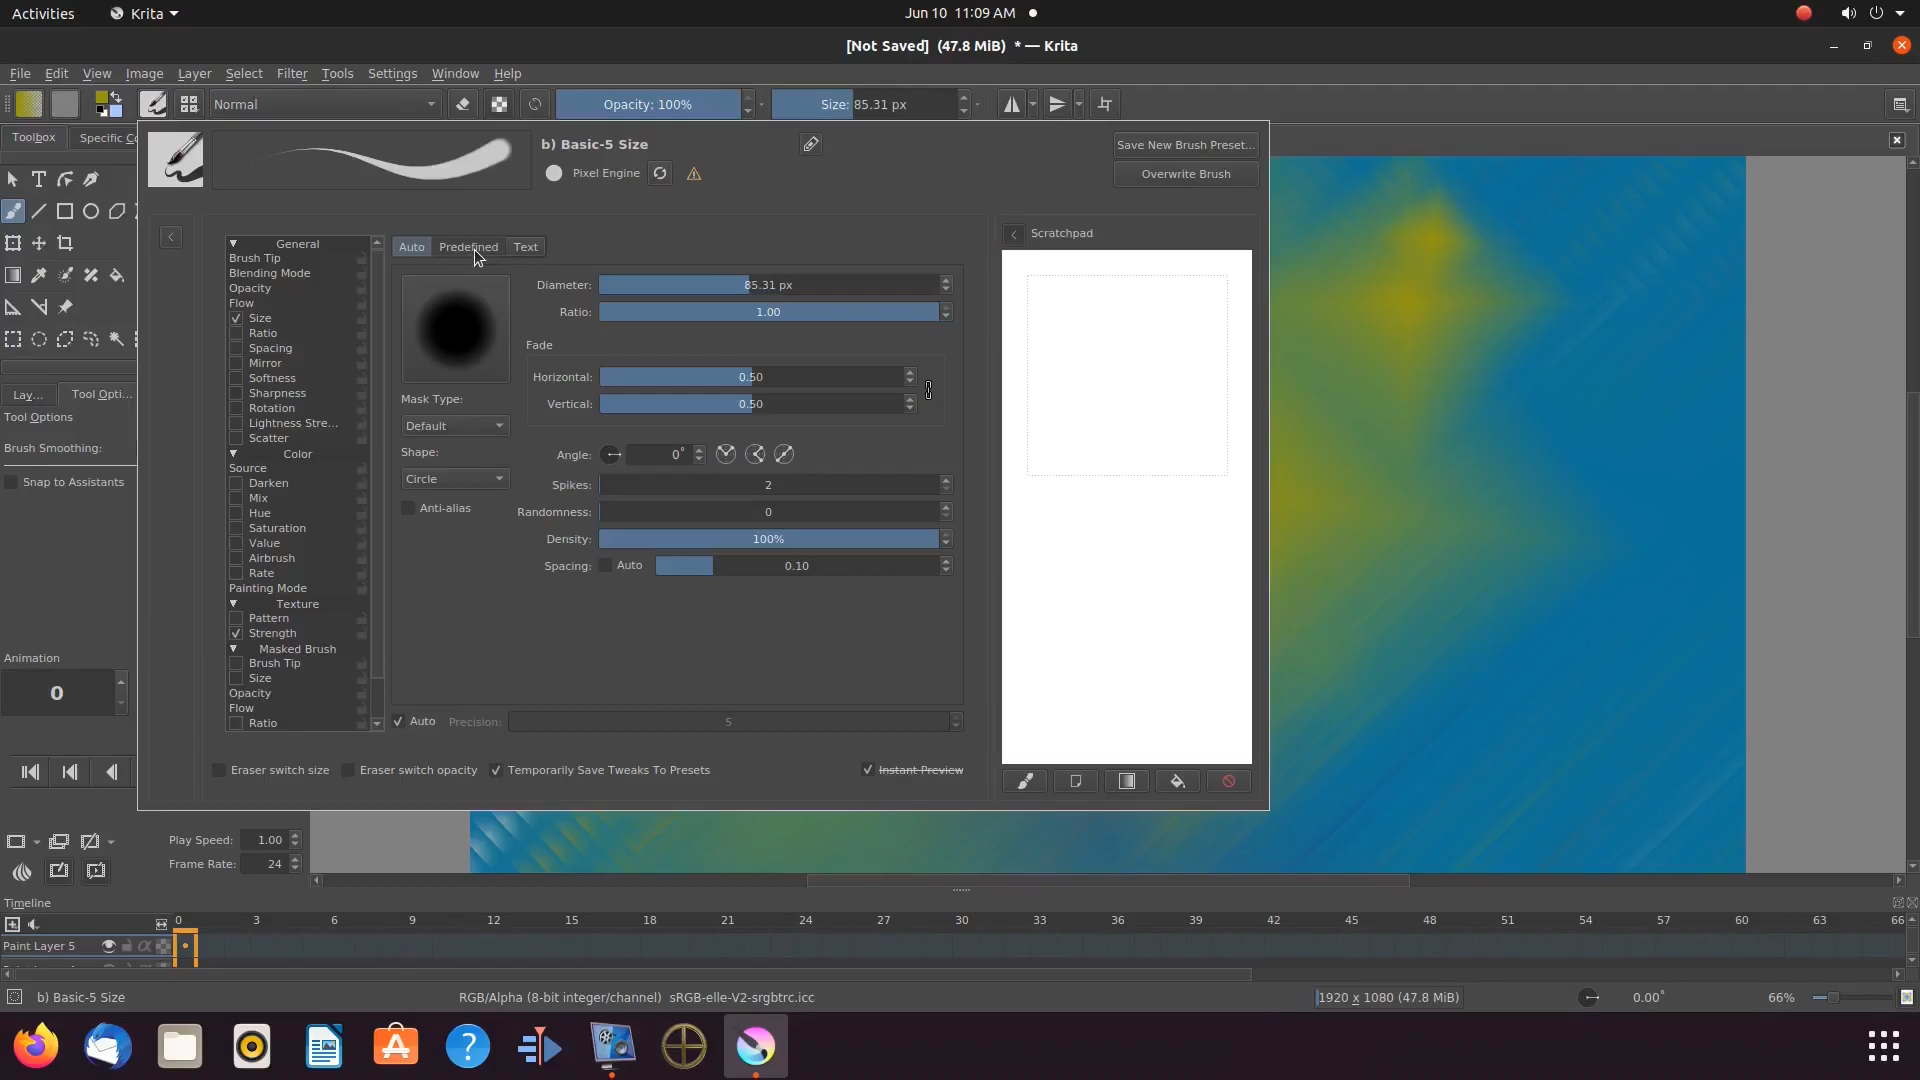 Activities
Krita
Jun 10 11:09 AM
[Not Saved] (47.8 MiB) * — Krita
File Edit View Image Layer Select Filter Tools Settings Window Help
Normal
Opacity: 100%
Size: 85.31 px
Toolbox
Specific Co
b) Basic-5 Size
Pixel Engine
Save New Brush Preset...
Overwrite Brush
General
Brush Tip
Blending Mode
Opacity
Flow
Size
Ratio
Spacing
Mirror
Softness
Sharpness
Rotation
Lightness Stre...
Scatter
Color
Source
Darken
Mix
Hue
Saturation
Value
Airbrush
Rate
Painting Mode
Texture
Pattern
Strength
Masked Brush
Brush Tip
Size
Opacity
Flow
Ratio
Auto
Predefined
Text
Diameter: 85.31 px
Ratio: 1.00
Fade
Horizontal: 0.50
Vertical: 0.50
Mask Type:
Default
Shape:
Circle
Anti-alias
Angle: 0°
Spikes: 2
Randomness: 0
Density: 100%
Spacing: Auto 0.10
Auto Precision: 5
Eraser switch size
Eraser switch opacity
Temporarily Save Tweaks To Presets
Instant Preview
Scratchpad
Lay...
Tool Opti...
Tool Options
Brush Smoothing:
Snap to Assistants
Animation
0
Play Speed: 1.00
Frame Rate: 24
Timeline
0 3 6 9 12 15 18 21 24 27 30 33 36 39 42 45 48 51 54 57 60 63 66
Paint Layer 5
b) Basic-5 Size
RGB/Alpha (8-bit integer/channel) sRGB-elle-V2-srgbtrc.icc
1920 x 1080 (47.8 MiB)
0.00°
66%